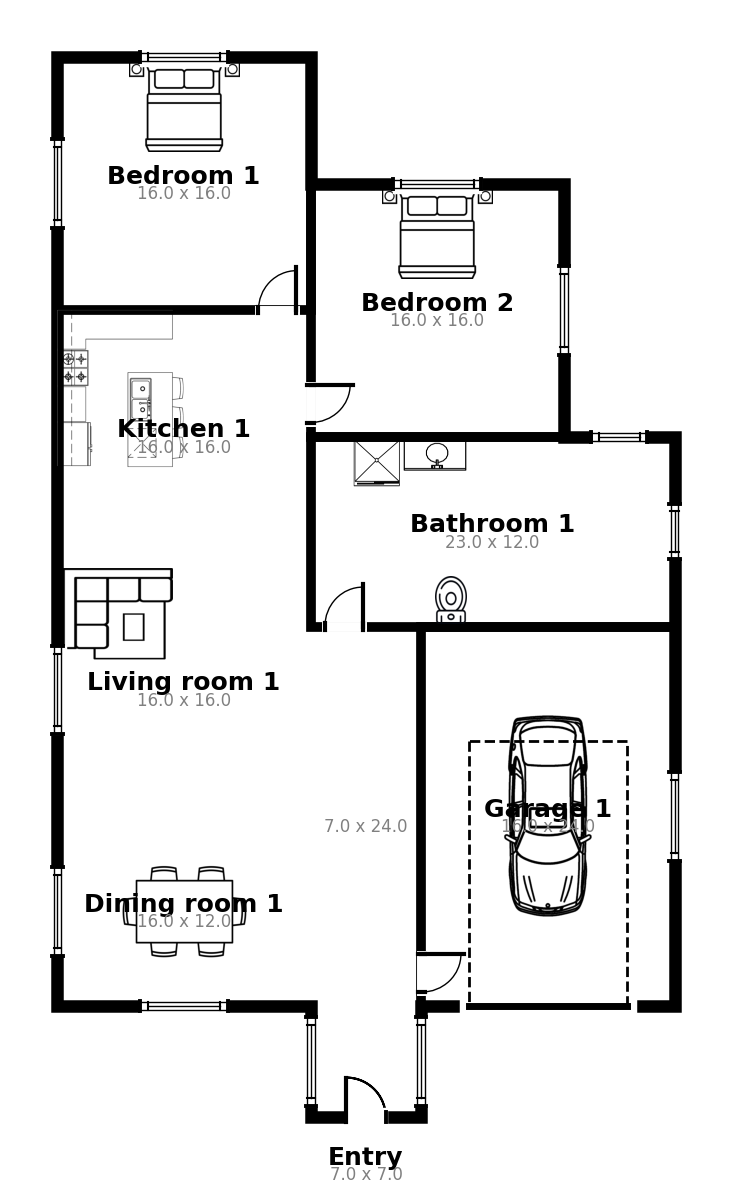 Bedroom 1
16.0 x 16.0
Bedroom 2
16.0 x 16.0
Kitchen 1
16.0 x 16.0
Bathroom 1
23.0 x 12.0
Living room 1
16.0 x 16.0
Garage 1
16.0 x 24.0
7.0 x 24.0
Dining room 1
16.0 x 12.0
Entry
7.0 x 7.0